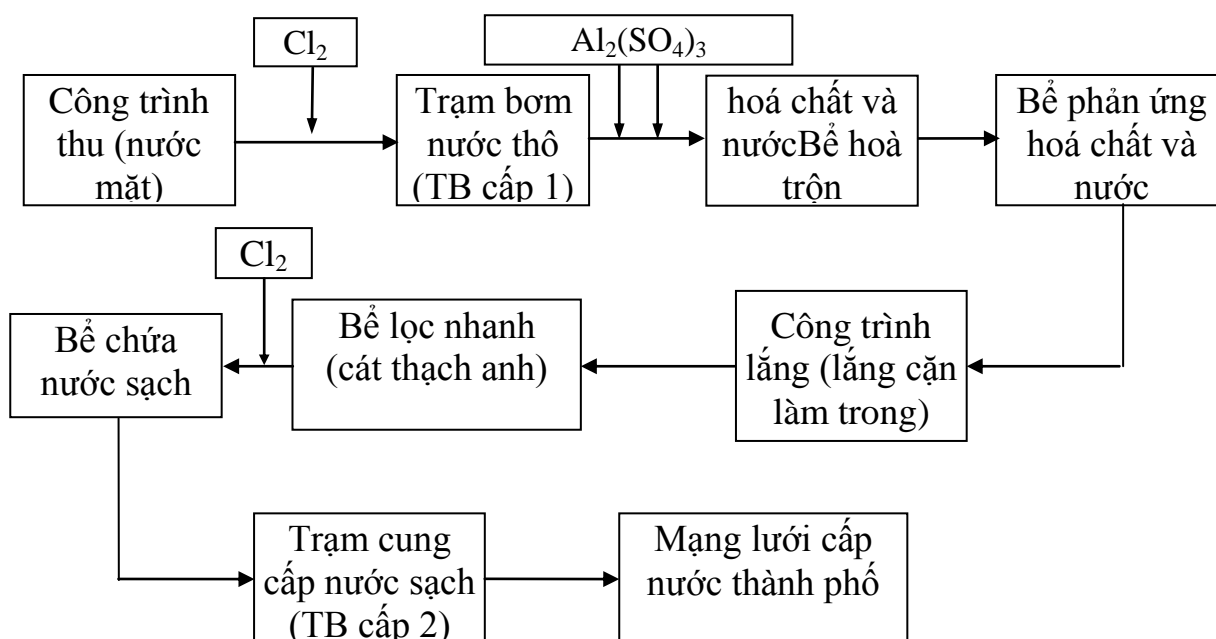 Cl₂
Al₂(SO₄)₃
Công trình
thu (nước
mặt)
Trạm bơm
nước thô
(TB cấp 1)
hoá chất và
nướcBể hoà
trộn
Bể phản ứng
hoá chất và
nước
Cl₂
Bể chứa
nước sạch
Bể lọc nhanh
(cát thạch anh)
Công trình
lắng (lắng cặn
làm trong)
Trạm cung
cấp nước sạch
(TB cấp 2)
Mạng lưới cấp
nước thành phố